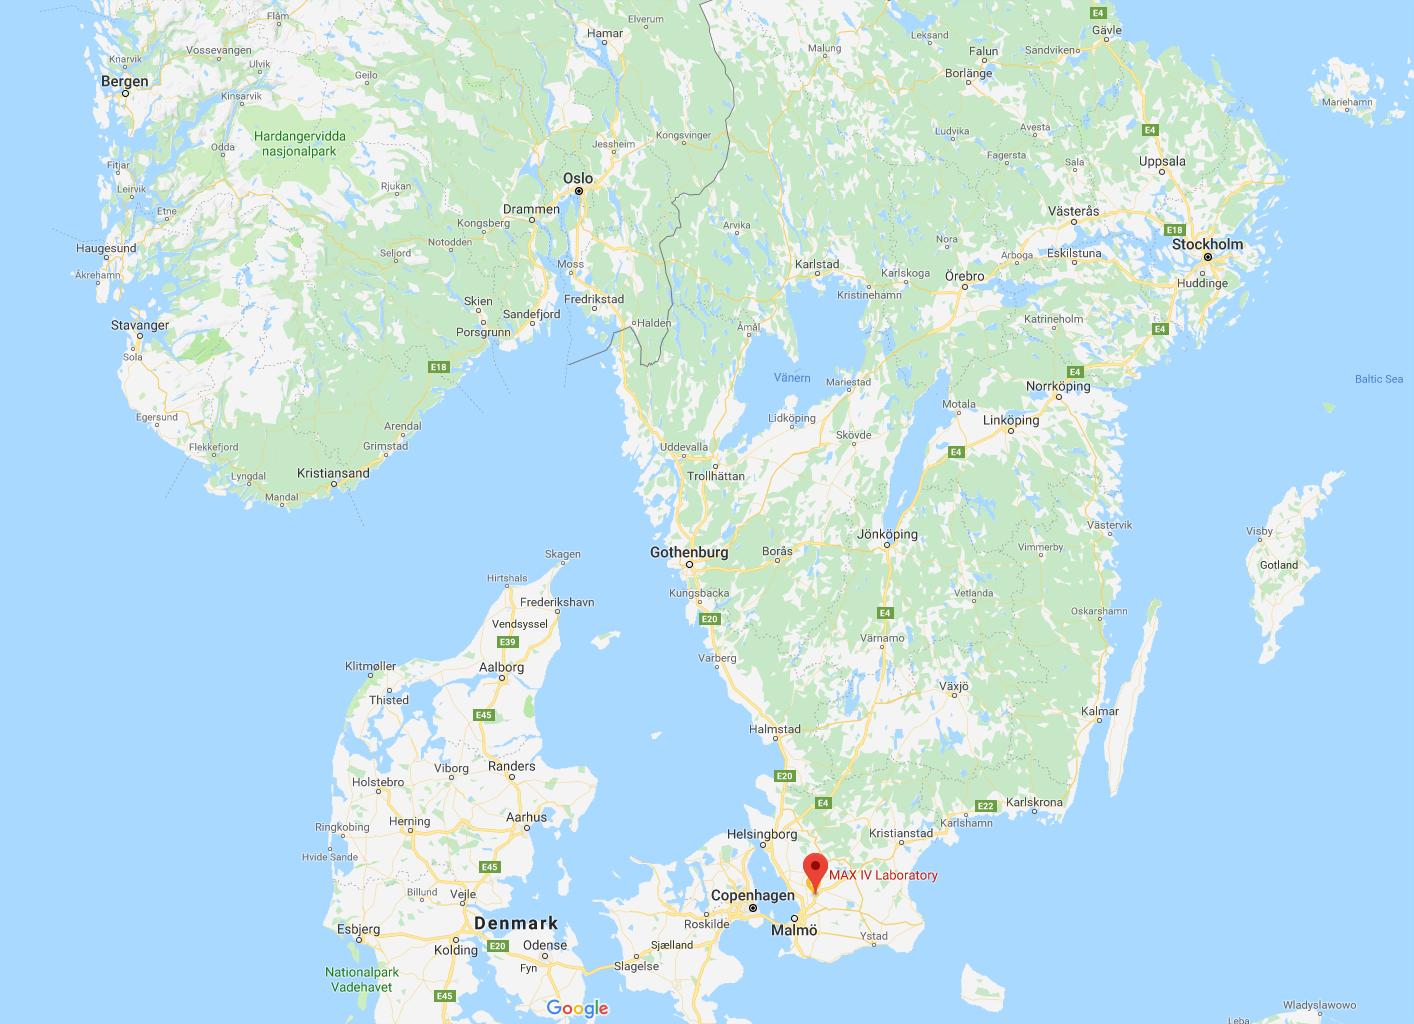 E4
Flåm
Elverum
Gävle
Hamar
Leksand
Vossevangen
Malung
Falun
Sandviken
Knarvik
Ulvik
Geilo
Borlänge
Bergen
Kinsarvik
Mariehamn
Hardangervidda
nasjonalpark
Kongsvinger
Ludvika
Avesta
E4
Odda
Jessheim
Fagersta
Sala
Uppsala
Fitjar
Leirvik
Rjukan
Oslo
Etne
Drammen
Västerås
Kongsberg
Arvika
E18
Haugesund
Notodden
Nora
Stockholm
Seljord
Arboga
Eskilstuna
Åkrehamn
Moss
Karlstad
Karlskoga
Örebro
Huddinge
Skien
Fredrikstad
Kristinehamn
Sandefjord
Stavanger
Porsgrunn
Halden
Åmål
Katrineholm
E4
Sola
E18
Vänern
Mariestad
E4
Baltic Sea
Norrköping
Egersund
Arendal
Lidköping
Motala
Linköping
Flekkefjord
Grimstad
Uddevalla
Skövde
E4
Lyngdal
Kristiansand
Trollhättan
Mandal
Västervik
Visby
Jönköping
Skagen
Gothenburg
Borås
Vimmerby
Gotland
Hirtshals
Kungsbacka
Vetlanda
Frederikshavn
Oskarshamn
Vendsyssel
E20
E4
E39
Värnamo
Klitmøller
Aalborg
Varberg
Växjö
Thisted
Kalmar
E45
Halmstad
Viborg
Randers
E20
Holstebro
E4
E22
Karlskrona
Herning
Aarhus
Karlshamn
Ringkobing
Helsingborg
Kristianstad
Hvide Sande
E45
MAX IV Laboratory
Billund
Vejle
Copenhagen
Denmark
Roskilde
Esbjerg
Malmö
Ystad
Kolding
E20
Odense
Sjælland
Fyn
Slagelse
Nationalpark
Vadehavet
E45
Google
Wladyslawowo
Leba